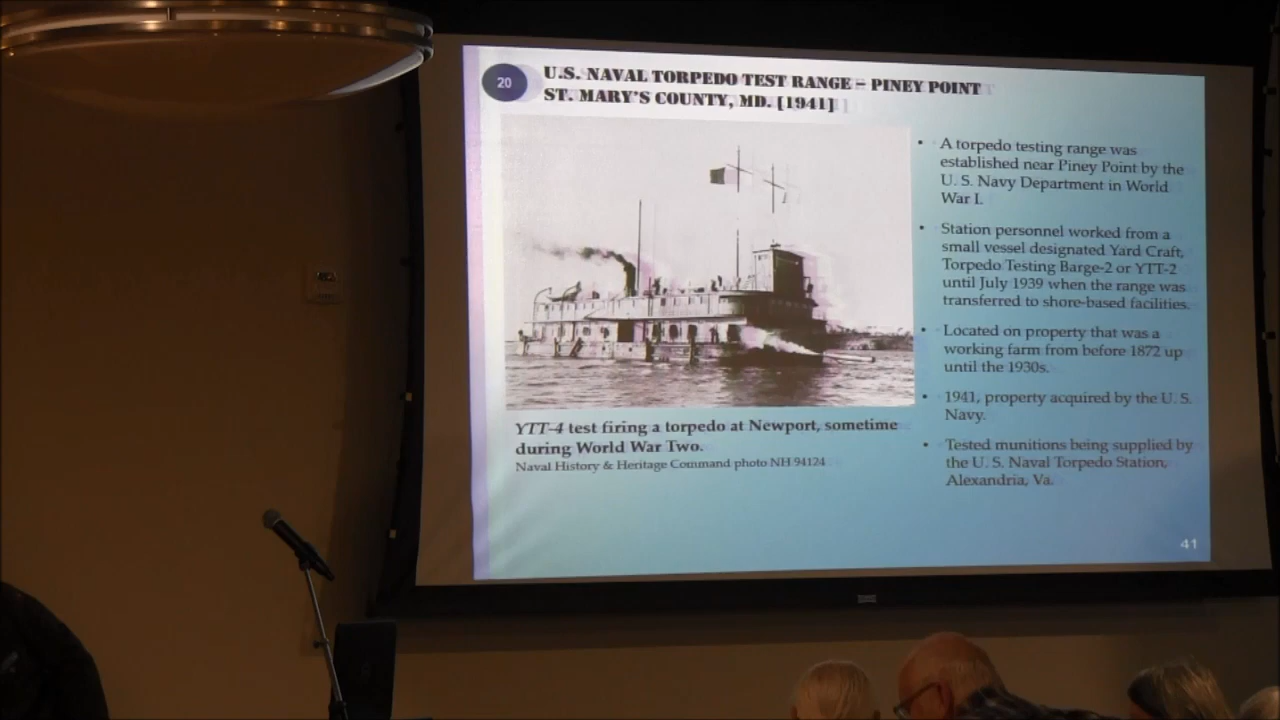 20
U.S. NAVAL TORPEDO TEST RANGE – PINEY POINT
ST. MARY'S COUNTY, MD. [1941]
• A torpedo testing range was
established near Piney Point by the
U. S. Navy Department in World
War I.
• Station personnel worked from a
small vessel designated Yard Craft,
Torpedo Testing Barge-2 or YTT-2
until July 1939 when the range was
transferred to shore-based facilities.
• Located on property that was a
working farm from before 1872 up
until the 1930s.
• 1941, property acquired by the U. S.
Navy.
• Tested munitions being supplied by
the U. S. Naval Torpedo Station,
Alexandria, Va.
YTT-4 test firing a torpedo at Newport, sometime
during World War Two.
Naval History & Heritage Command photo NH 94124
41